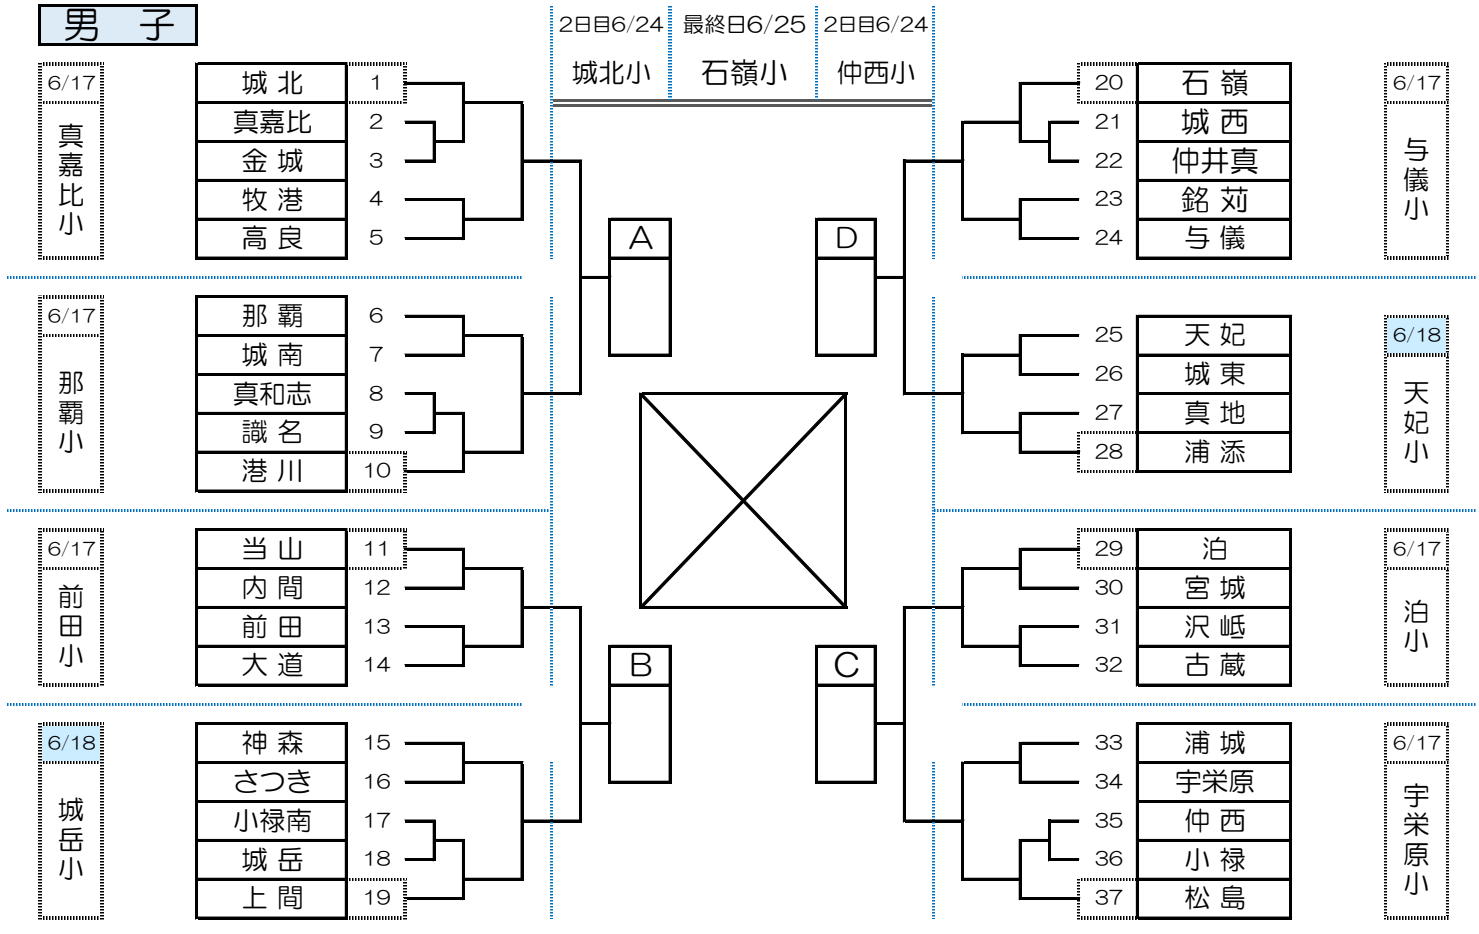 男 子
2日目6/24 最終日6/25 2日目6/24
城北小 石嶺小 仲西小
6/17
真嘉比小
城 北 1
真嘉比 2
金 城 3
牧 港 4
高 良 5
6/17
那覇小
那 覇 6
城 南 7
真和志 8
識 名 9
港 川 10
6/17
前田小
当 山 11
内 間 12
前 田 13
大 道 14
6/18
城岳小
神 森 15
さつき 16
小禄南 17
城 岳 18
上 間 19
A
B
D
C
20 石 嶺
21 城 西
22 仲井真
23 銘 苅
24 与 儀
6/17
与儀小
25 天 妃
26 城 東
27 真 地
28 浦 添
6/18
天妃小
29 泊
30 宮 城
31 沢 岻
32 古 蔵
6/17
泊小
33 浦 城
34 宇栄原
35 仲 西
36 小 禄
37 松 島
6/17
宇栄原小